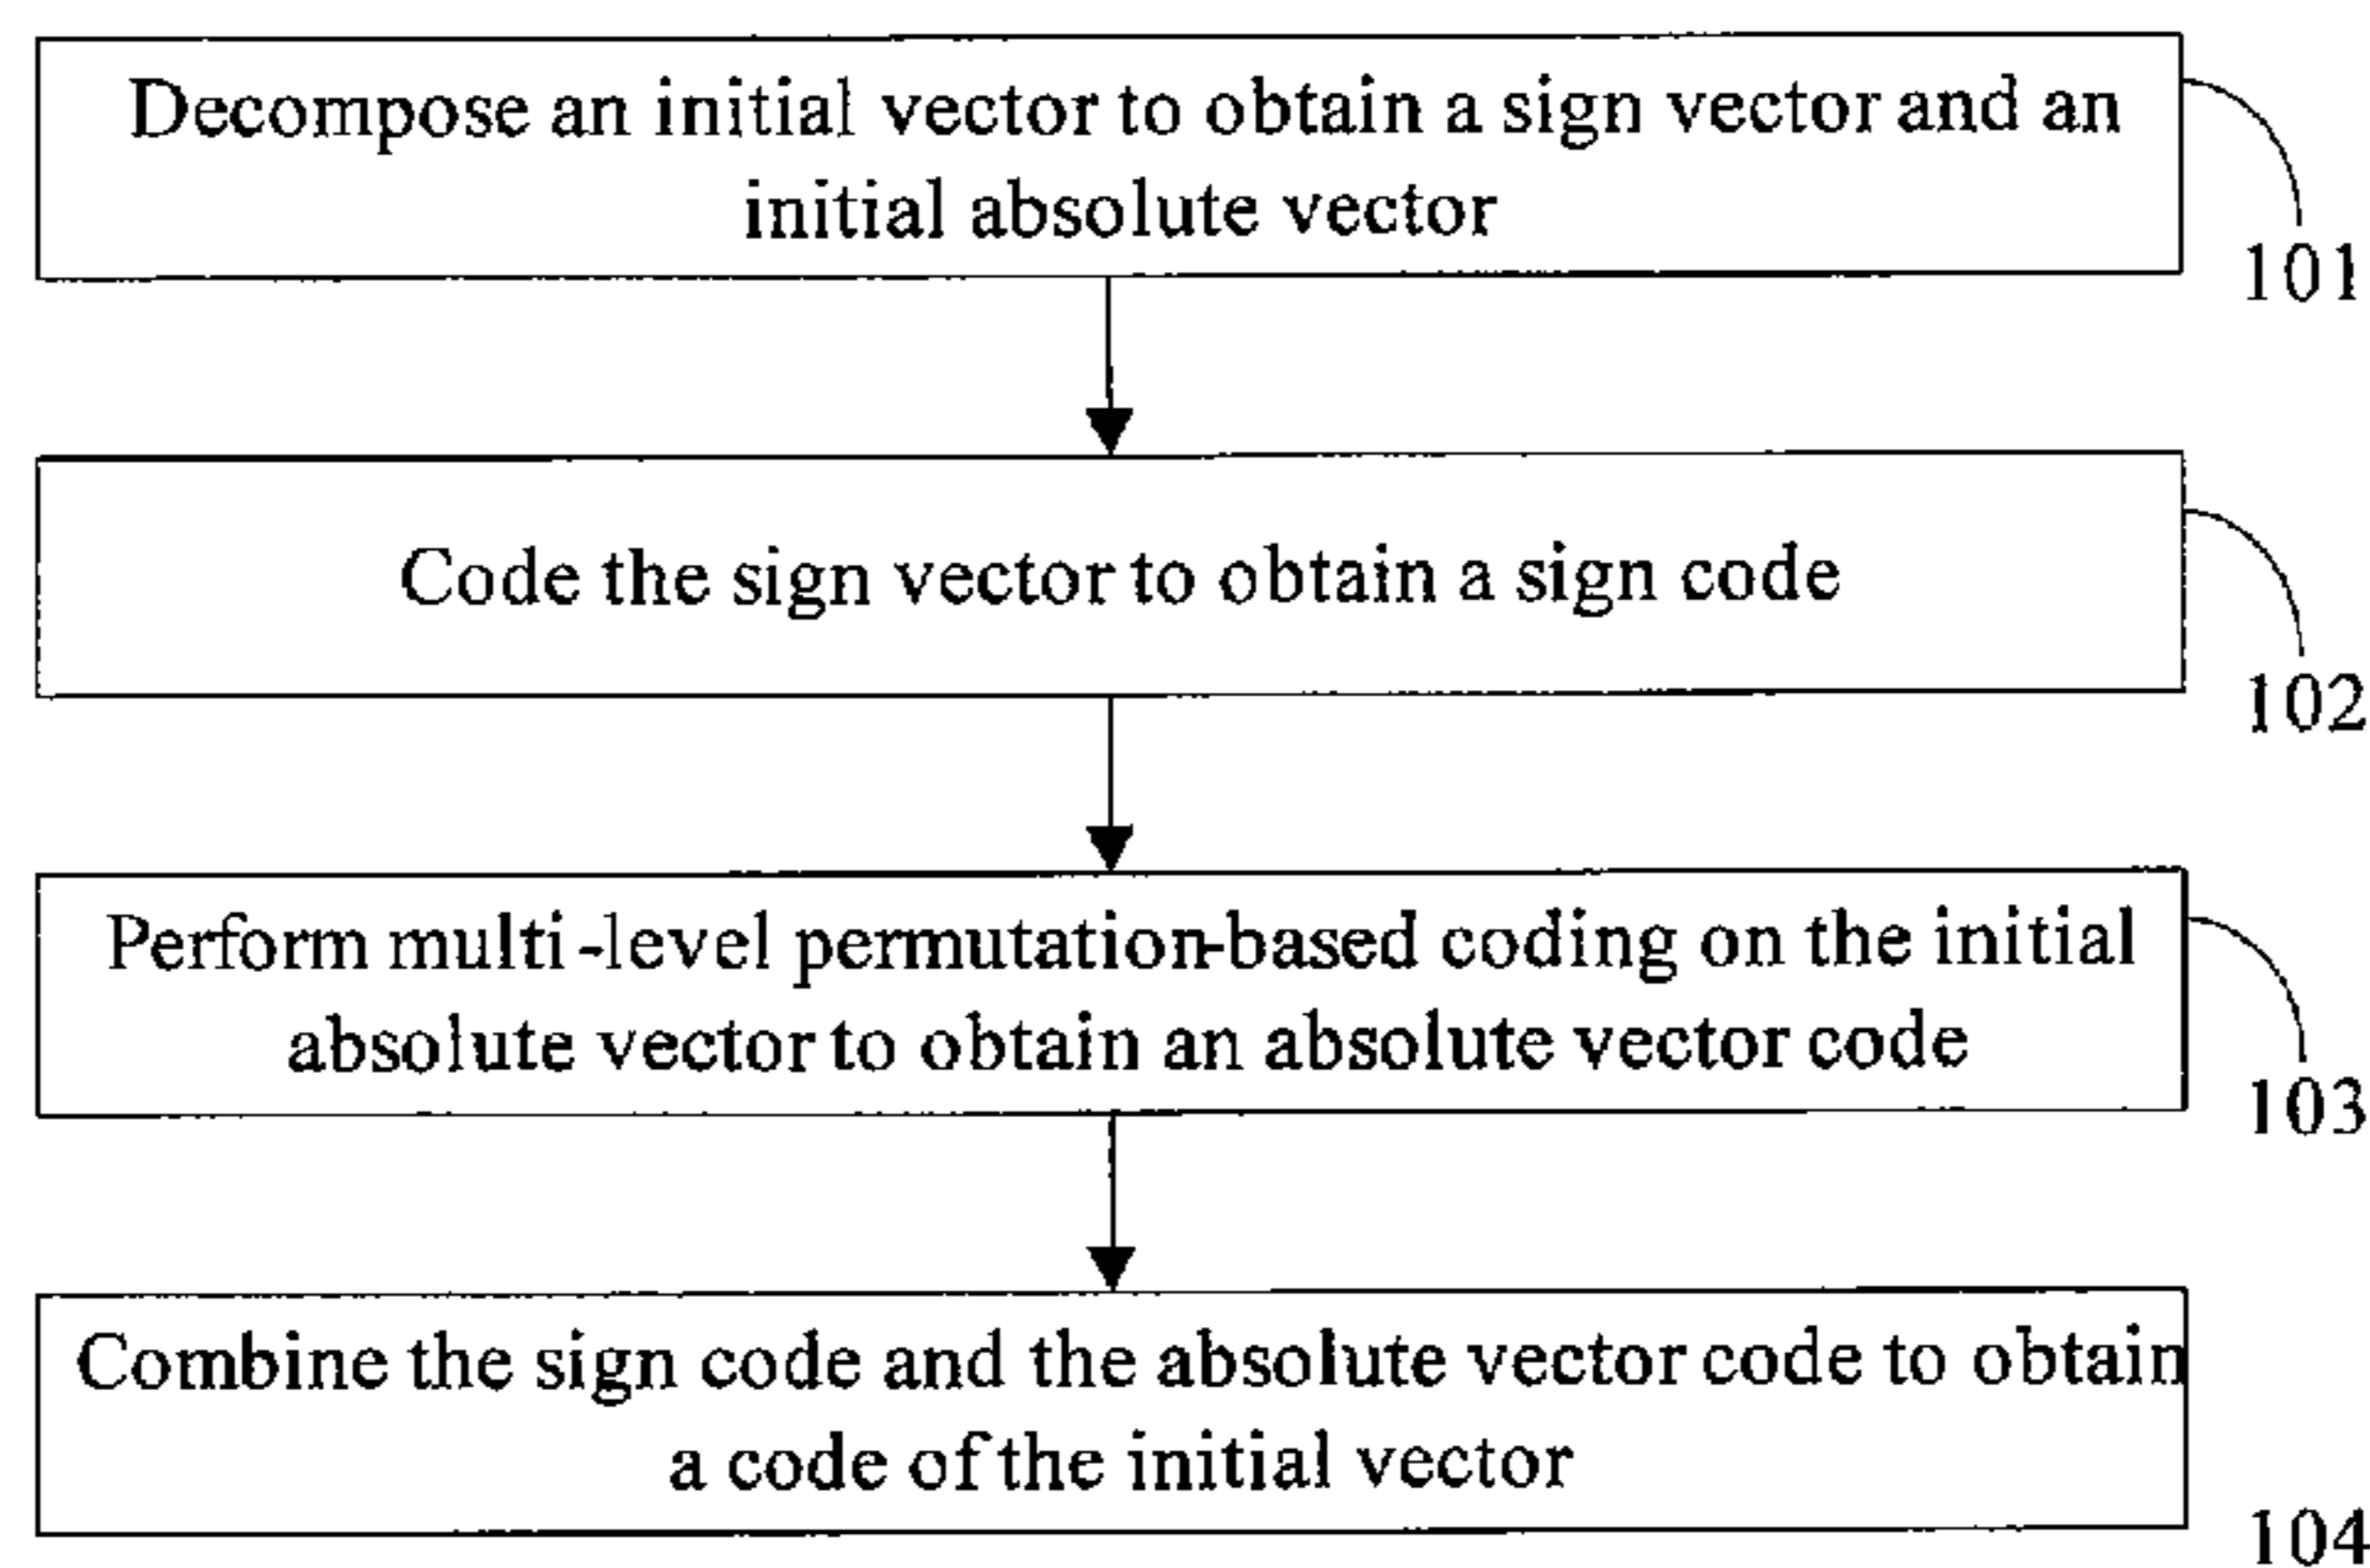 Decompose an initial vector to obtain a sign vector and an
initial absolute vector
101
Code the sign vector to obtain a sign code
102
Perform multi-level permutation-based coding on the initial
absolute vector to obtain an absolute vector code
103
Combine the sign code and the absolute vector code to obtain
a code of the initial vector
104